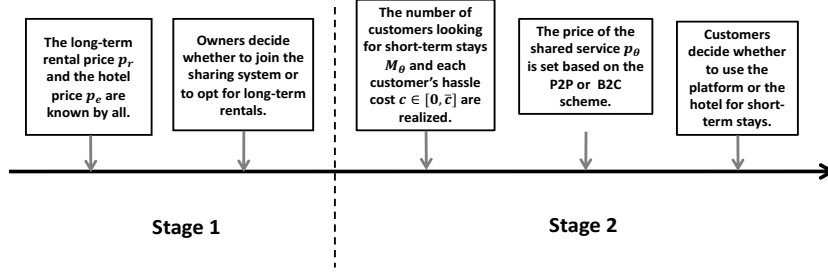 The long-term
rental price p_r
and the hotel
price p_e are
known by all.
Owners decide
whether to join the
sharing system or
to opt for long-term
rentals.
The number of
customers looking
for short-term stays
M_θ and each
customer's hassle
cost c ∈ [0, c̄] are
realized.
The price of the
shared service p_θ
is set based on the
P2P or B2C
scheme.
Customers
decide whether
to use the
platform or the
hotel for short-
term stays.
Stage 1
Stage 2